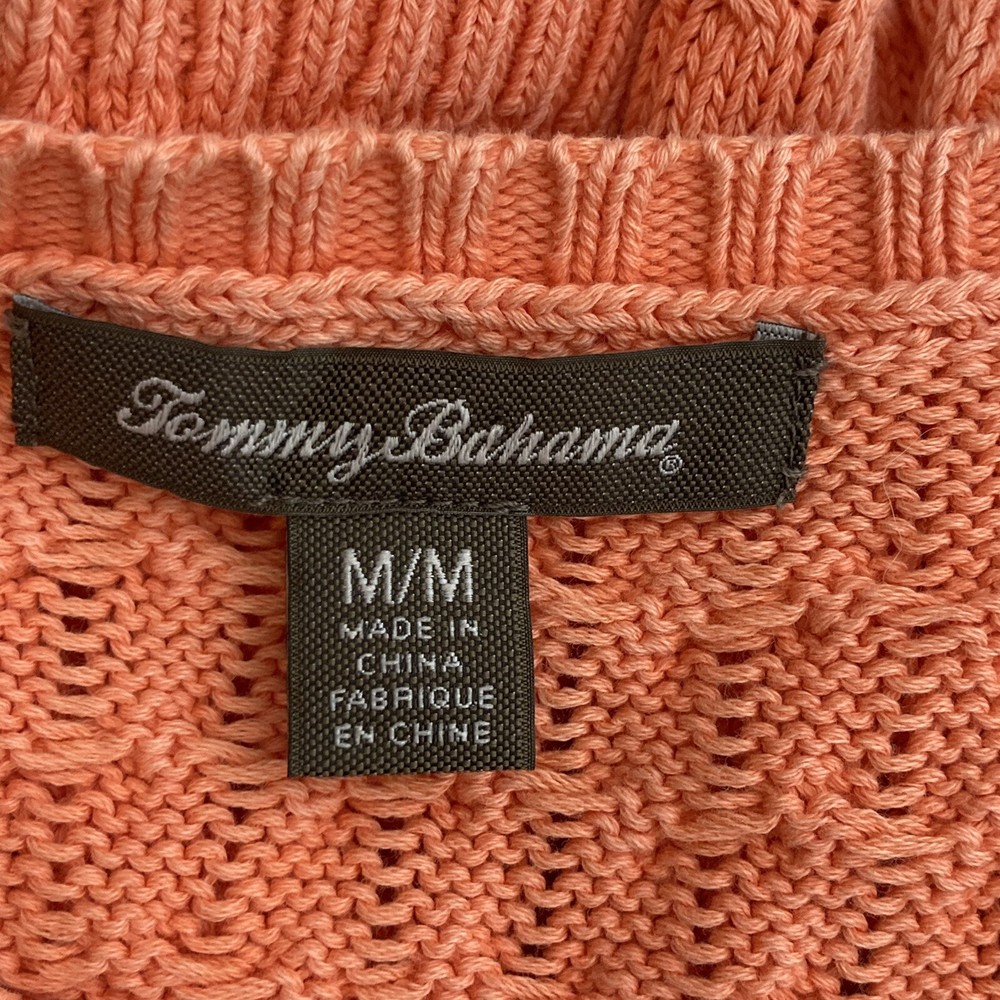 Tommy Bahama®
M/M
MADE IN
CHINA
FABRIQUE
EN CHINE